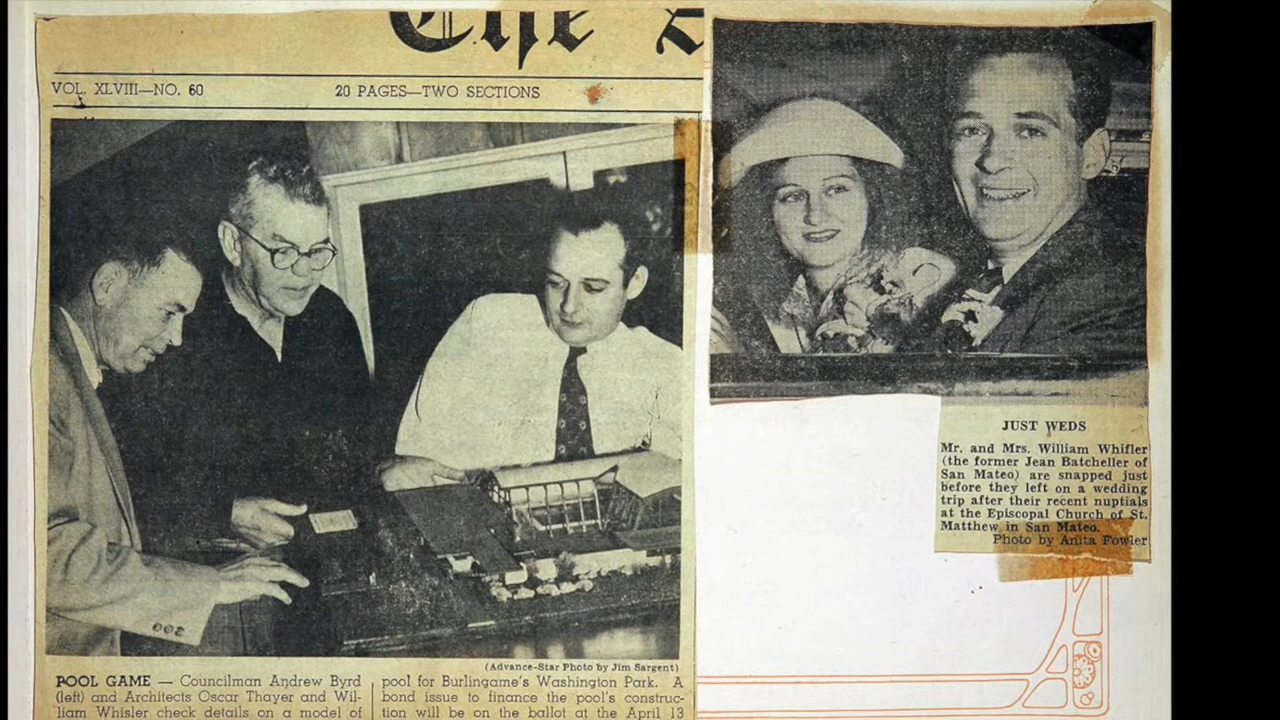 The
VOL. XLVIII—NO. 60
20 PAGES—TWO SECTIONS
(Advance-Star Photo by Jim Sargent)
POOL GAME — Councilman Andrew Byrd
(left) and Architects Oscar Thayer and Wil-
liam Whisler check details on a model of
pool for Burlingame's Washington Park. A
bond issue to finance the pool's construc-
tion will be on the ballot at the April 13
JUST WEDS
Mr. and Mrs. William Whifler
(the former Jean Batcheller of
San Mateo) are snapped just
before they left on a wedding
trip after their recent nuptials
at the Episcopal Church of St.
Matthew in San Mateo.
Photo by Anita Fowler